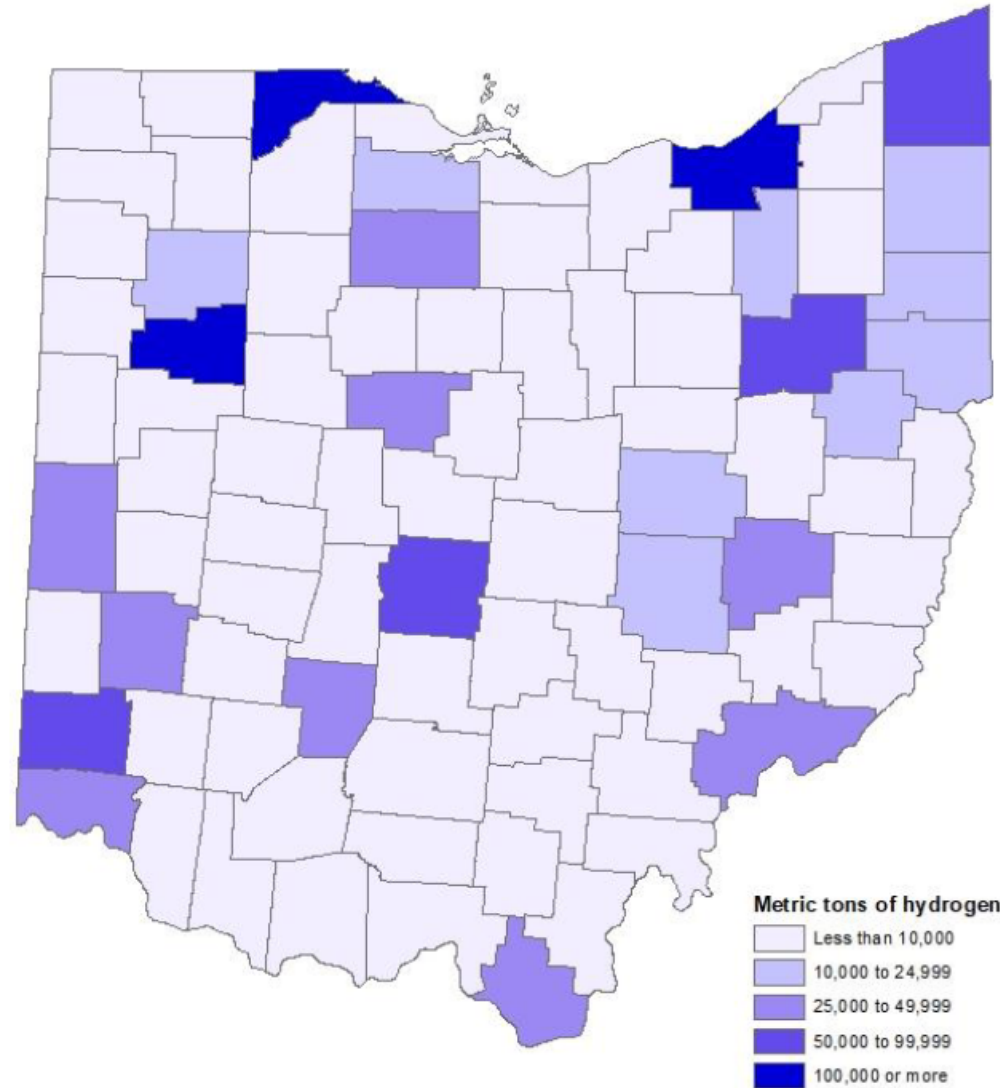 Metric tons of hydrogen
Less than 10,000
10,000 to 24,999
25,000 to 49,999
50,000 to 99,999
100,000 or more